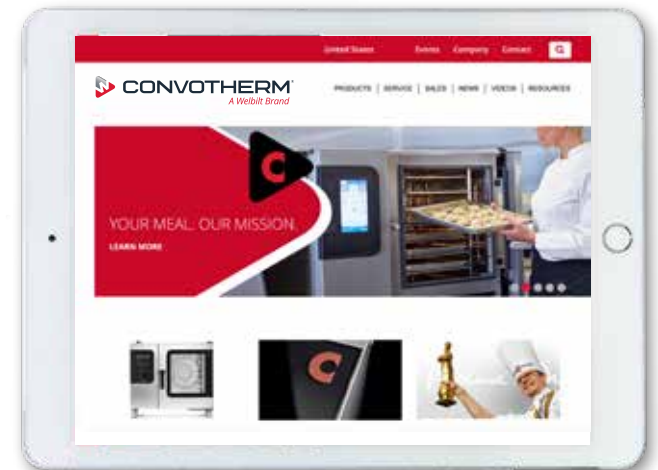 United States Events Company Contact
CONVOTHERM®
A Welbilt Brand
PRODUCTS | SERVICE | SALES | NEWS | VIDEOS | RESOURCES
C
YOUR MEAL. OUR MISSION.
LEARN MORE
C